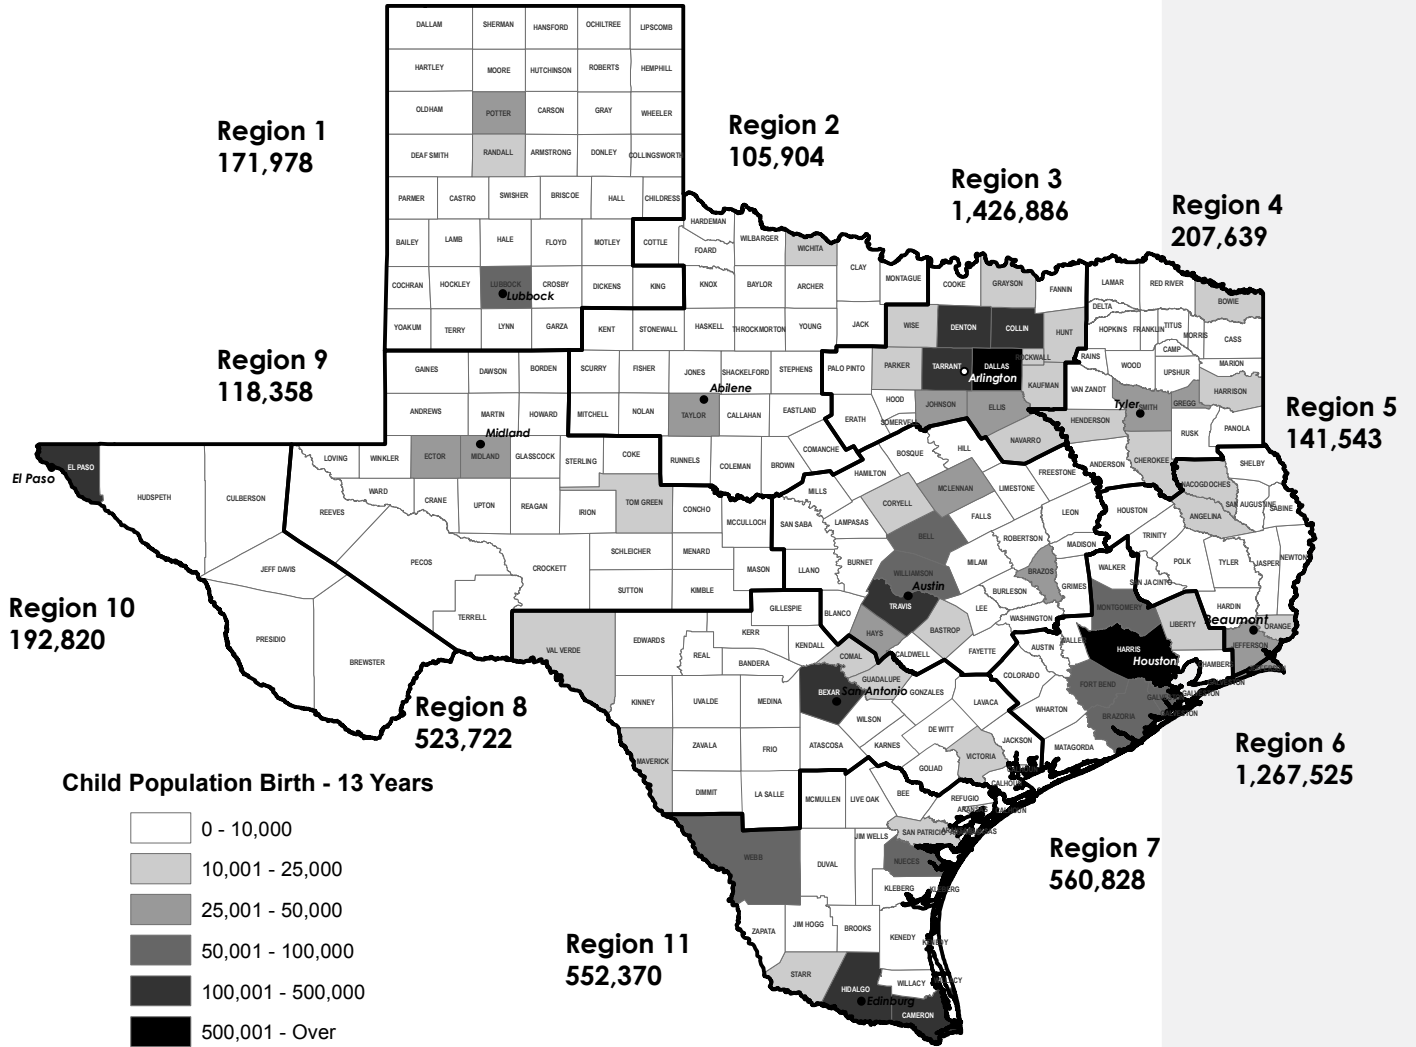 DALLAM SHERMAN HANSFORD OCHILTREE LIPSCOMB
HARTLEY MOORE HUTCHINSON ROBERTS HEMPHILL
OLDHAM POTTER CARSON GRAY WHEELER
DEAF SMITH RANDALL ARMSTRONG DONLEY COLLINGSWORTH
PARMER CASTRO SWISHER BRISCOE HALL CHILDRESS
BAILEY LAMB HALE FLOYD MOTLEY COTTLE
COCHRAN HOCKLEY LUBBOCK CROSBY DICKENS KING
Lubbock
YOAKUM TERRY LYNN GARZA KENT STONEWALL HASKELL THROCKMORTON YOUNG JACK
Region 1
171,978
Region 2
105,904
Region 3
1,426,886
Region 4
207,639
HARDEMAN
FOARD WILBARGER WICHITA
CLAY MONTAGUE COOKE GRAYSON FANNIN LAMAR RED RIVER BOWIE
KNOX BAYLOR ARCHER
DELTA
WISE DENTON COLLIN HUNT HOPKINS FRANKLIN TITUS MORRIS CASS
CAMP
ROCKWALL RAINS WOOD UPSHUR MARION
Region 9
118,358
GAINES DAWSON BORDEN SCURRY FISHER JONES SHACKELFORD STEPHENS PALO PINTO PARKER TARRANT DALLAS
Arlington
KAUFMAN VAN ZANDT SMITH GREGG HARRISON
Abilene
Tyler
ANDREWS MARTIN HOWARD MITCHELL NOLAN TAYLOR CALLAHAN EASTLAND ERATH HOOD JOHNSON ELLIS
SOMERVELL NAVARRO HENDERSON RUSK PANOLA
Region 5
141,543
Midland
El Paso
EL PASO HUDSPETH CULBERSON
LOVING WINKLER ECTOR MIDLAND GLASSCOCK STERLING COKE RUNNELS COLEMAN BROWN COMANCHE
HAMILTON BOSQUE HILL FREESTONE ANDERSON CHEROKEE NACOGDOCHES SHELBY
WARD CRANE UPTON REAGAN IRION TOM GREEN CONCHO MCCULLOCH
REEVES
MILLS CORYELL MCLENNAN LIMESTONE
SAN SABA LAMPASAS BELL FALLS LEON HOUSTON ANGELINA SAN AUGUSTINE SABINE
JEFF DAVIS PECOS CROCKETT SCHLEICHER MENARD MASON LLANO BURNET WILLIAMSON MILAM ROBERTSON MADISON
TRINITY POLK TYLER JASPER NEWTON
WALKER SAN JACINTO
SUTTON KIMBLE BLANCO TRAVIS
Austin
BRAZOS BURLESON GRIMES
LEE WASHINGTON MONTGOMERY LIBERTY HARDIN ORANGE
Beaumont
JEFFERSON
Region 10
192,820
PRESIDIO BREWSTER TERRELL
VAL VERDE EDWARDS KERR GILLESPIE
REAL BANDERA KENDALL COMAL HAYS CALDWELL BASTROP FAYETTE AUSTIN WALLER HARRIS
Houston
CHAMBERS
KINNEY UVALDE MEDINA BEXAR
San Antonio
GUADALUPE GONZALES LAVACA COLORADO
WHARTON FORT BEND BRAZORIA GALVESTON
GALVESTON
Region 8
523,722
MAVERICK ZAVALA FRIO ATASCOSA WILSON KARNES DE WITT JACKSON MATAGORDA
VICTORIA GOLIAD
DIMMIT LA SALLE MCMULLEN LIVE OAK BEE REFUGIO
Region 6
1,267,525
Child Population Birth - 13 Years
0 - 10,000
10,001 - 25,000
25,001 - 50,000
50,001 - 100,000
100,001 - 500,000
500,001 - Over
WEBB DUVAL JIM WELLS SAN PATRICIO
NUECES
KLEBERG KLEBERG
Region 7
560,828
ZAPATA JIM HOGG BROOKS KENEDY
KENEDY
Region 11
552,370
STARR HIDALGO WILLACY
Edinburg
CAMERON